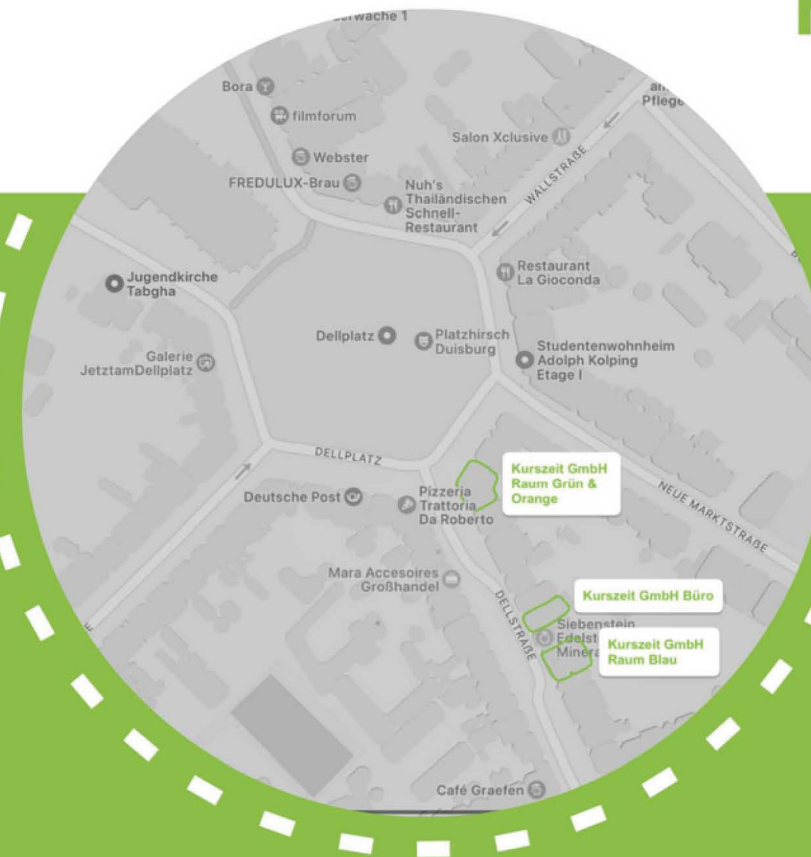 Bora
filmforum
Webster
FREDULUX-Brau
Nuh's
Thailändischen
Schnell-
Restaurant
Salon Xclusive
WALLSTRAßE
Restaurant
La Gioconda
Jugendkirche
Tabgha
Galerie
JetztamDellplatz
Dellplatz
Platzhirsch
Duisburg
Studentenwohnheim
Adolph Kolping
Etage I
DELLPLATZ
Kurszeit GmbH
Raum Grün &
Orange
Deutsche Post
Pizzeria
Trattoria
Da Roberto
NEUE MARKTSTRAßE
Mara Accesoires
Großhandel
DELLSTRAßE
Kurszeit GmbH Büro
Siebenstein
Kurszeit GmbH
Raum Blau
Café Graefen